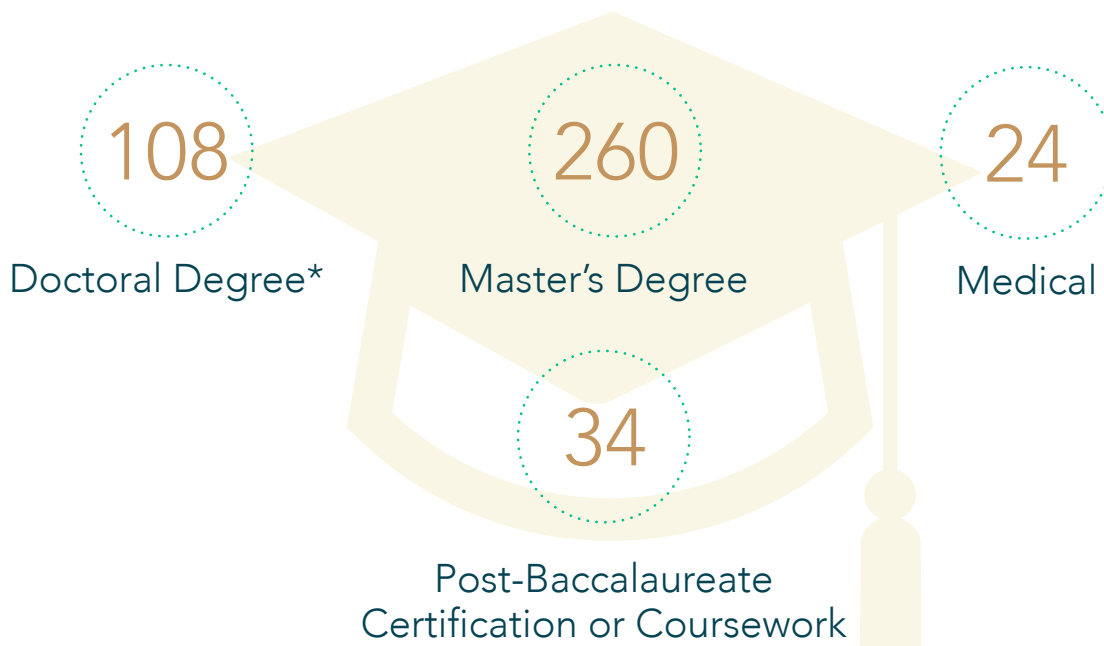 108
Doctoral Degree*
260
Master’s Degree
24
Medical
34
Post-Baccalaureate
Certification or Coursework